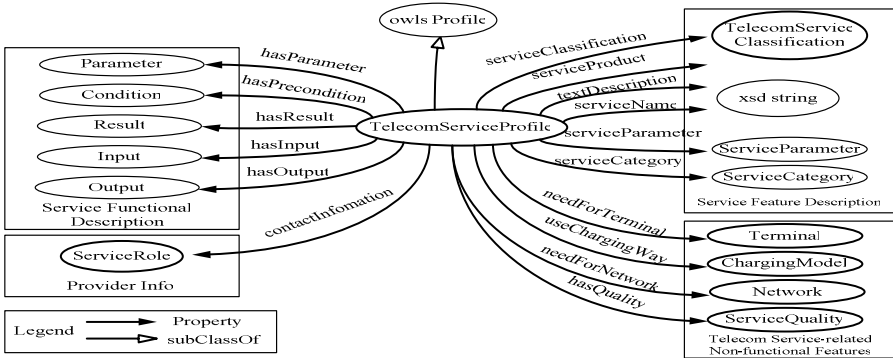 owls Profile
TelecomServiceProfile
hasParameter
hasPrecondition
hasResult
hasInput
hasOutput
contactInfomation
Parameter
Condition
Result
Input
Output
Service Functional
Description
ServiceRole
Provider Info
Legend
Property
subClassOf
serviceClassification
serviceProduct
textDescription
serviceName
serviceParameter
serviceCategory
TelecomService
Classification
xsd string
ServiceParameter
ServiceCategory
Service Feature Description
needForTerminal
useChargingWay
needForNetwork
hasQuality
Terminal
ChargingModel
Network
ServiceQuality
Telecom Service-related
Non-functional Features